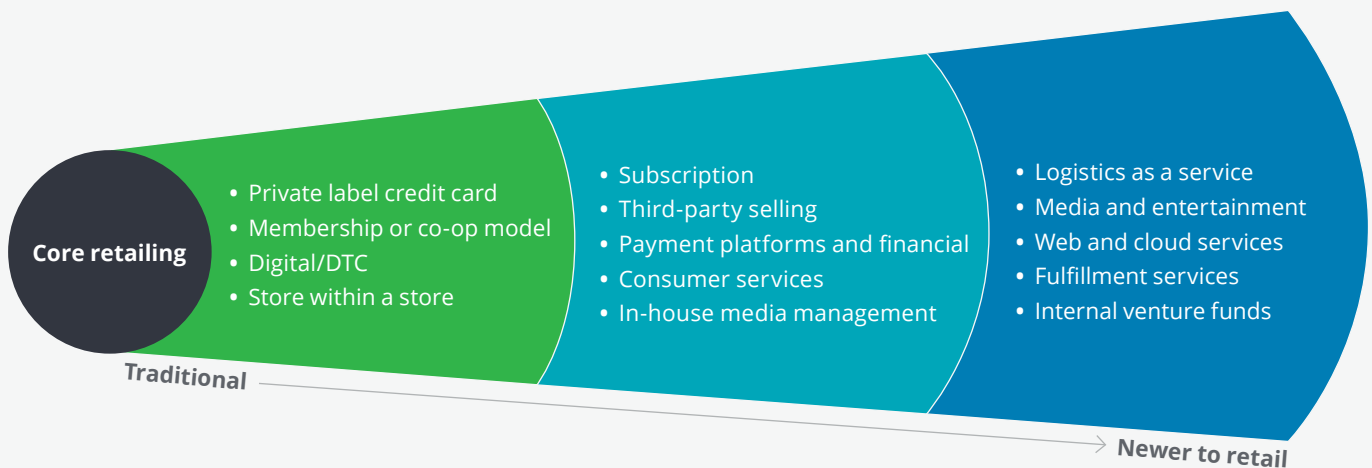 Core retailing
• Private label credit card
• Membership or co-op model
• Digital/DTC
• Store within a store
• Subscription
• Third-party selling
• Payment platforms and financial
• Consumer services
• In-house media management
• Logistics as a service
• Media and entertainment
• Web and cloud services
• Fulfillment services
• Internal venture funds
Traditional
Newer to retail